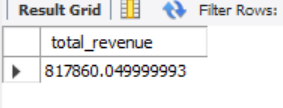 Result Grid Filter Rows:
total_revenue
817860.049999993